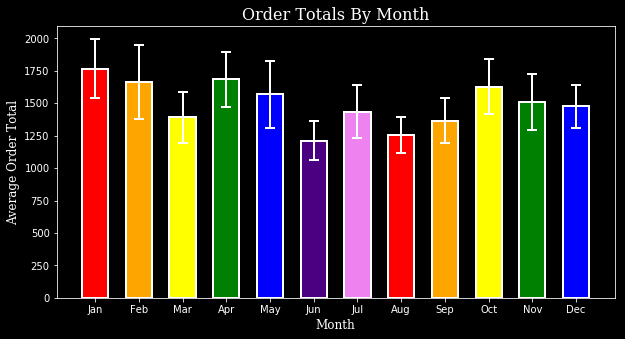 Order Totals By Month
Average Order Total
2000
1750
1500
1250
1000
750
500
250
0
Jan Feb Mar Apr May Jun Jul Aug Sep Oct Nov Dec
Month